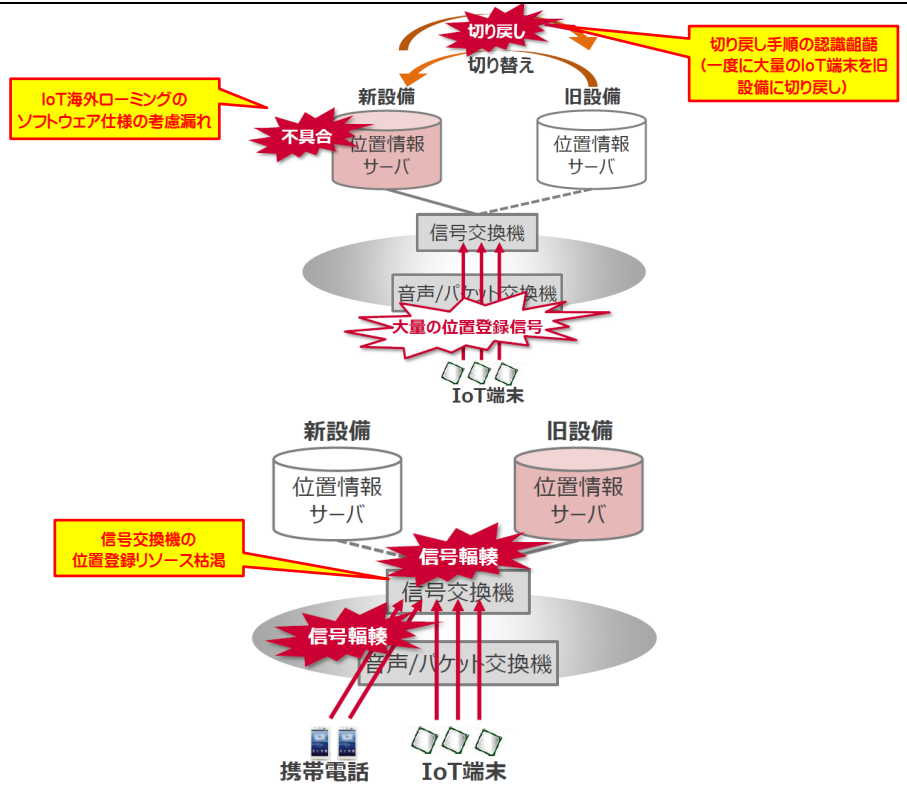 切り戻し
切り替え
切り戻し手順の認識齟齬
(一度に大量のIoT端末を旧
設備に切り戻し)
IoT海外ローミングの
ソフトウェア仕様の考慮漏れ
新設備
旧設備
不具合
位置情報
サーバ
位置情報
サーバ
信号交換機
音声/パケット交換機
大量の位置登録信号
IoT端末
新設備
旧設備
位置情報
サーバ
位置情報
サーバ
信号交換機の
位置登録リソース枯渇
信号輻輳
信号交換機
信号輻輳
音声/パケット交換機
携帯電話
IoT端末